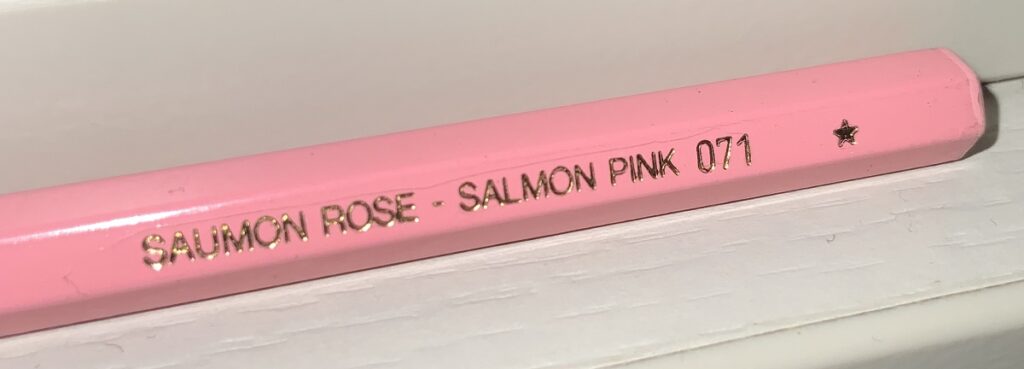 SAUMON ROSE - SALMON PINK 071 ★